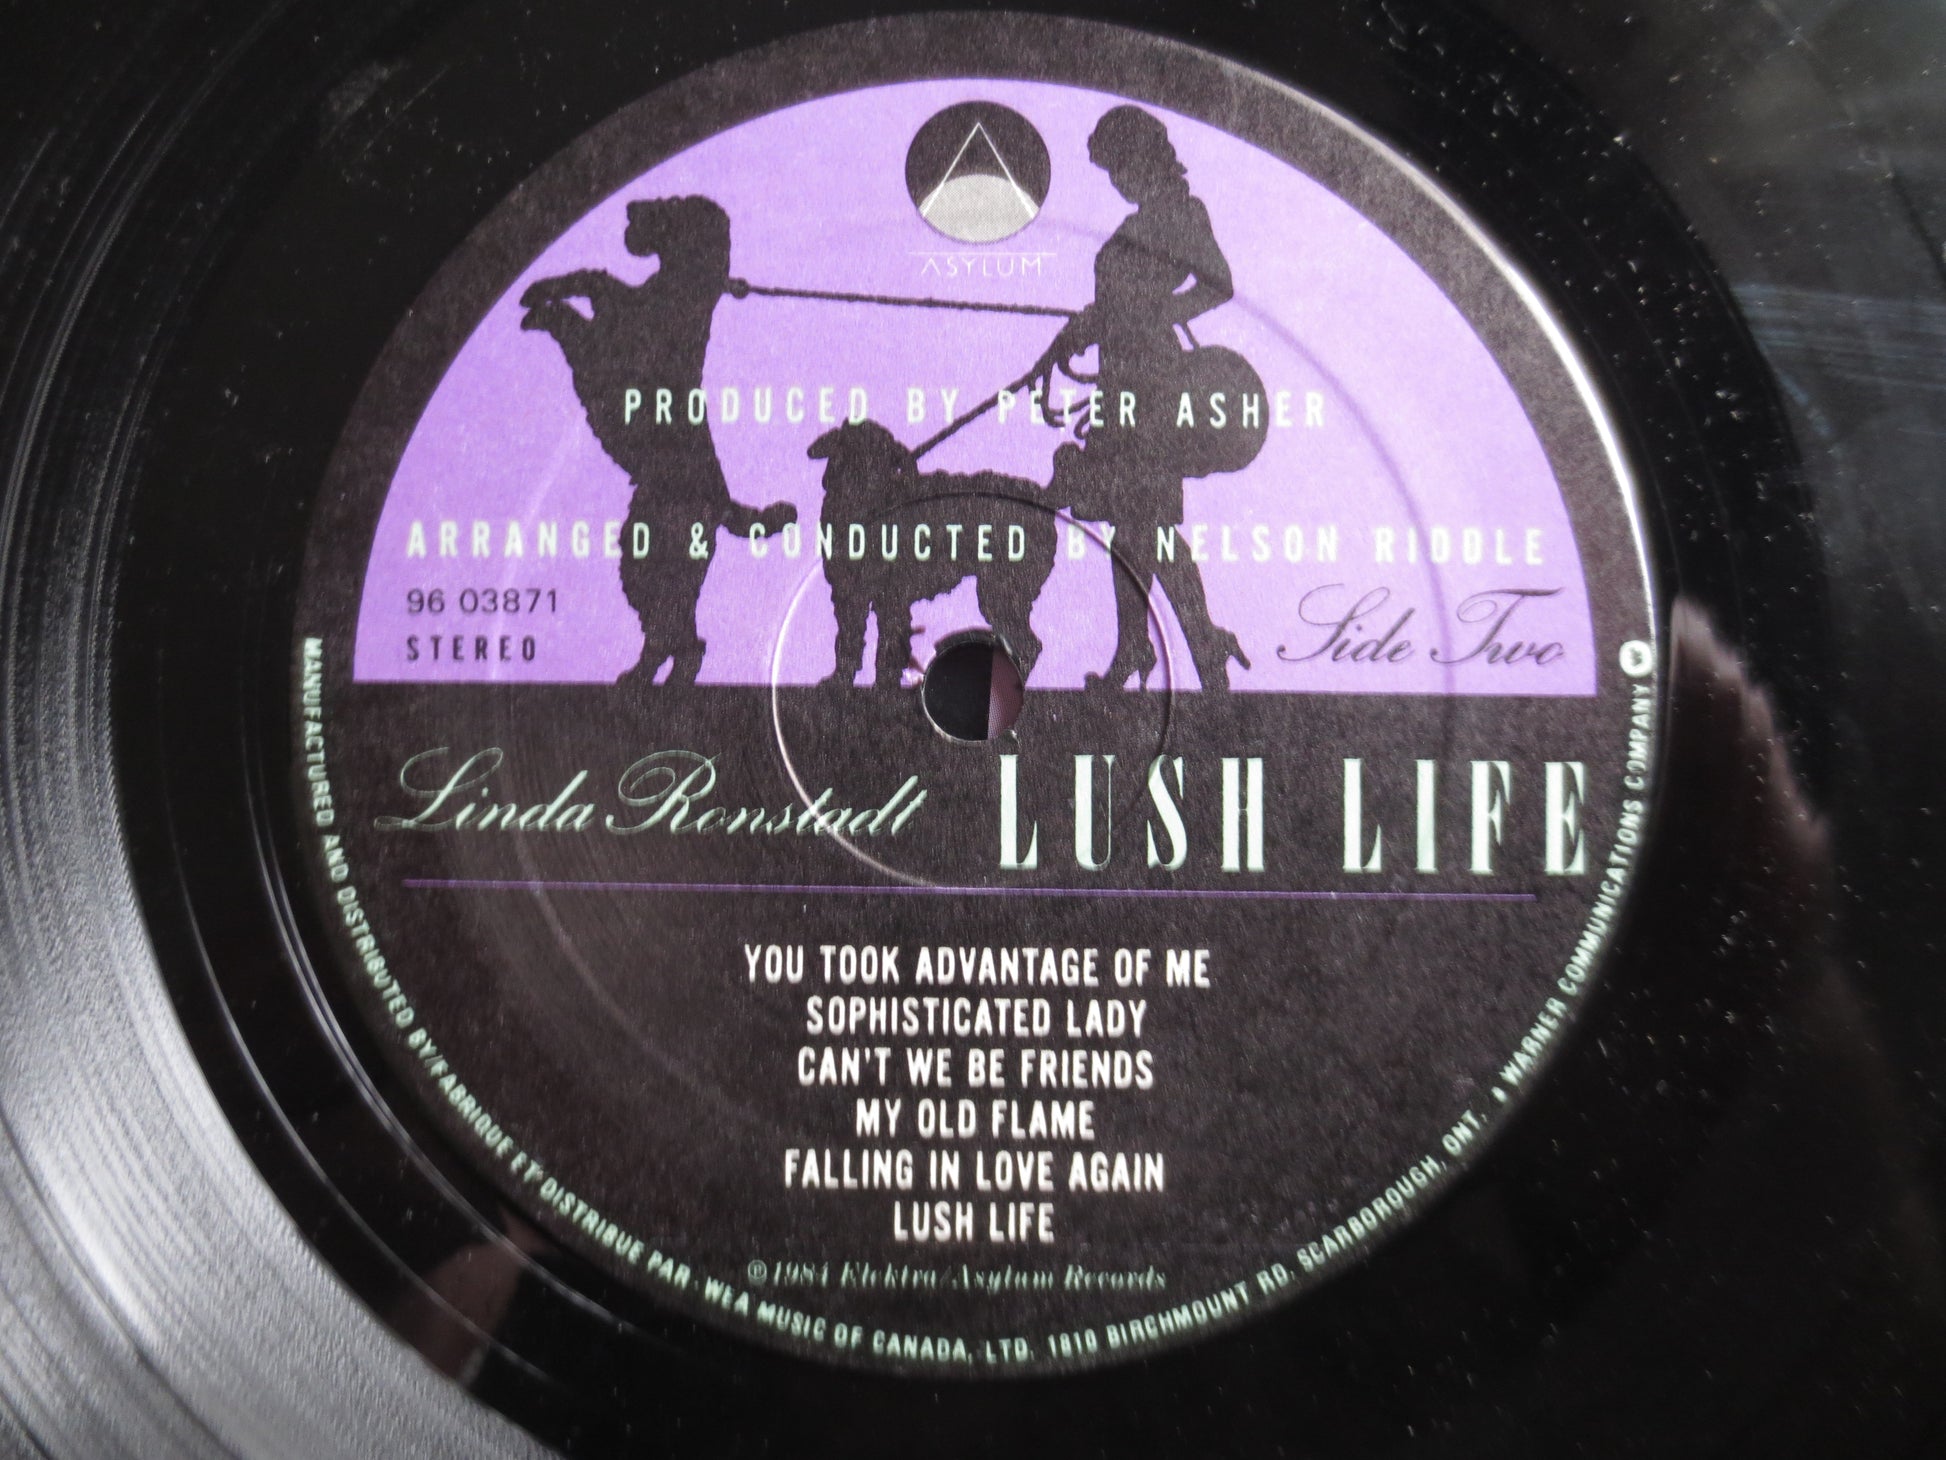 ASYLUM
PRODUCED BY PETER ASHER
ARRANGED & CONDUCTED BY NELSON RIDDLE
96 03871
STEREO
Side Two
Linda Ronstadt
LUSH LIFE
YOU TOOK ADVANTAGE OF ME
SOPHISTICATED LADY
CAN'T WE BE FRIENDS
MY OLD FLAME
FALLING IN LOVE AGAIN
LUSH LIFE
℗1984 Elektra/Asylum Records
MANUFACTURED AND DISTRIBUTED BY/FABRIQUE ET DISTRIBUE PAR WEA MUSIC OF CANADA, LTD. 1810 BIRCHMOUNT RD. SCARBOROUGH, ONT. A WARNER COMMUNICATIONS COMPANY